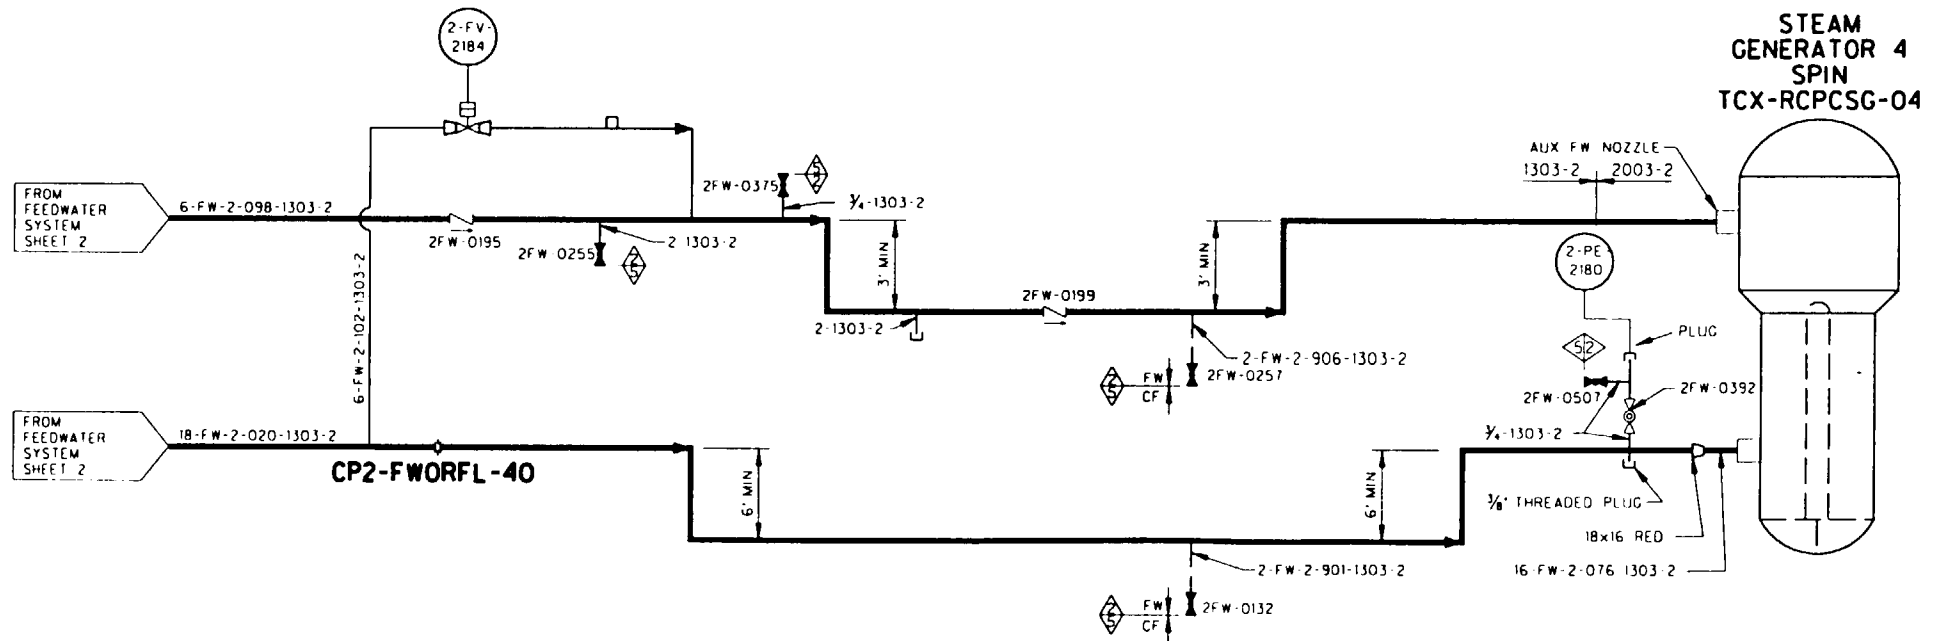 2-FV-
2184
STEAM
GENERATOR 4
SPIN
TCX-RCPCSG-04
AUX FW NOZZLE
1303-2
2003-2
FROM
FEEDWATER
SYSTEM
SHEET 2
6-FW-2-098-1303-2
2FW-0195
2FW-0255
2-1303-2
2FW-0375
3/4-1303-2
3' MIN
2-1303-2
2FW-0199
3' MIN
2-FW-2-906-1303-2
2FW-0257
FW
CF
6-FW-2-102-1303-2
2-PE-
2180
PLUG
52
2FW-0507
2FW-0392
3/4-1303-2
FROM
FEEDWATER
SYSTEM
SHEET 2
18-FW-2-020-1303-2
CP2-FWORFL-40
6' MIN
6' MIN
3/8" THREADED PLUG
18x16 RED
16-FW-2-076 1303-2
2-FW-2-901-1303-2
2FW-0132
FW
CF